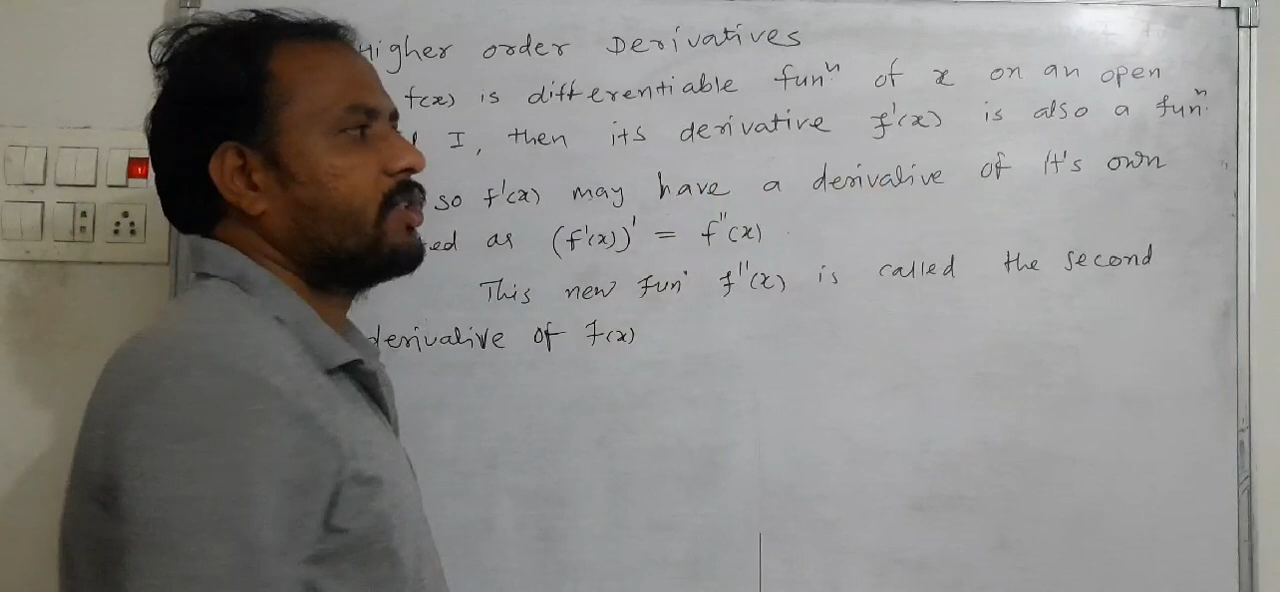 Higher order Derivatives
f(x) is differentiable funⁿ of x on an open
I, then its derivative f'(x) is also a funⁿ.
so f'(x) may have a derivative of it's own
ted as (f'(x))' = f''(x)
This new fun' f''(x) is called the second
derivative of f(x)